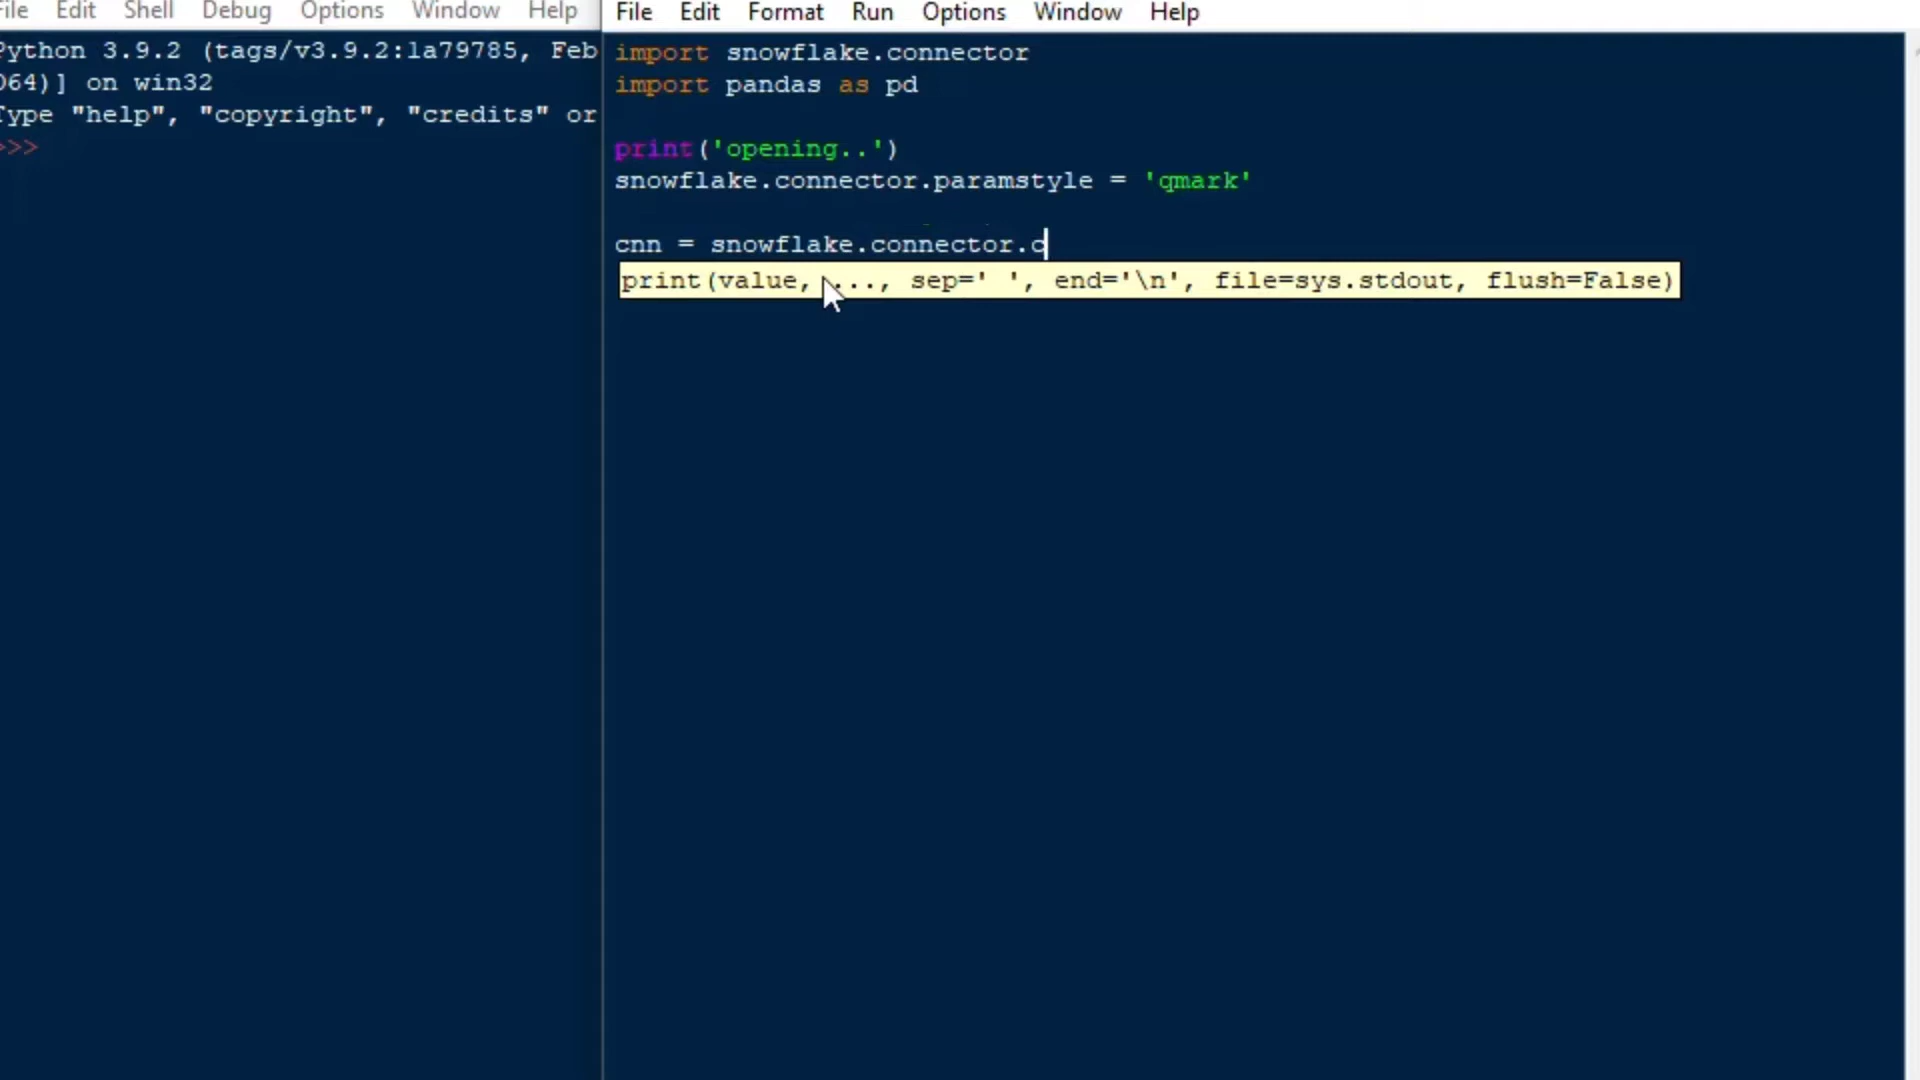 File Edit Shell Debug Options Window Help
Python 3.9.2 (tags/v3.9.2:1a79785, Feb
D64)] on win32
Type "help", "copyright", "credits" or
>>>
File Edit Format Run Options Window Help
import snowflake.connector
import pandas as pd
print('opening..')
snowflake.connector.paramstyle = 'qmark'
cnn = snowflake.connector.c
print(value, ..., sep=' ', end='\n', file=sys.stdout, flush=False)